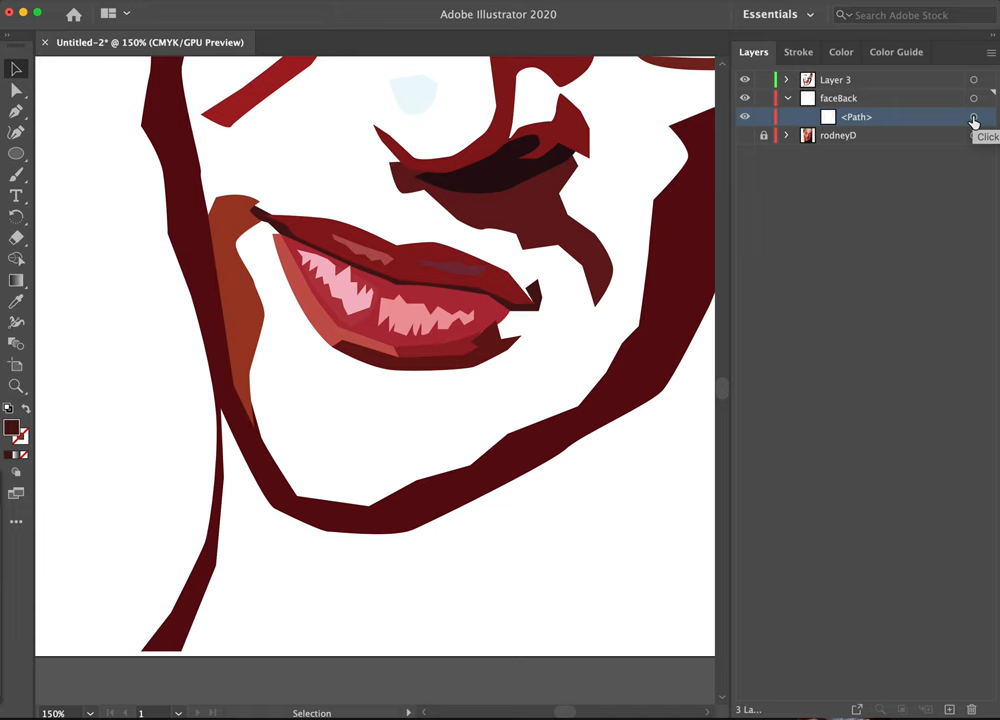 Adobe Illustrator 2020
Essentials
Search Adobe Stock
Untitled-2* @ 150% (CMYK/GPU Preview)
Layers Stroke Color Color Guide
Layer 3
faceBack
<Path>
Click
rodneyD
150% 1 Selection 3 La...